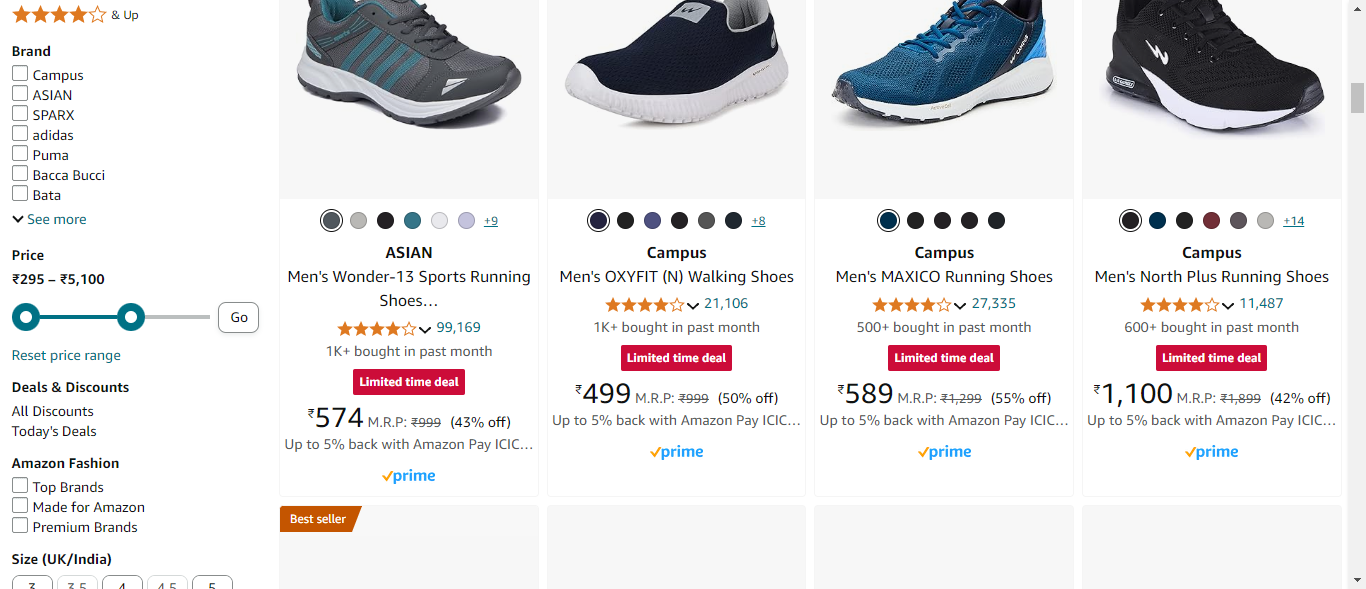 & Up
Brand
Campus
ASIAN
SPARX
adidas
Puma
Bacca Bucci
Bata
See more
Price
₹295 – ₹5,100
Go
Reset price range
Deals & Discounts
All Discounts
Today's Deals
Amazon Fashion
Top Brands
Made for Amazon
Premium Brands
Size (UK/India)
3 3.5 4 4.5 5
+9
ASIAN
Men's Wonder-13 Sports Running
Shoes…
99,169
1K+ bought in past month
Limited time deal
₹574 M.R.P: ₹999 (43% off)
Up to 5% back with Amazon Pay ICIC…
prime
+8
Campus
Men's OXYFIT (N) Walking Shoes
21,106
1K+ bought in past month
Limited time deal
₹499 M.R.P: ₹999 (50% off)
Up to 5% back with Amazon Pay ICIC…
prime
Campus
Men's MAXICO Running Shoes
27,335
500+ bought in past month
Limited time deal
₹589 M.R.P: ₹1,299 (55% off)
Up to 5% back with Amazon Pay ICIC…
prime
+14
Campus
Men's North Plus Running Shoes
11,487
600+ bought in past month
Limited time deal
₹1,100 M.R.P: ₹1,899 (42% off)
Up to 5% back with Amazon Pay ICIC…
prime
Best seller